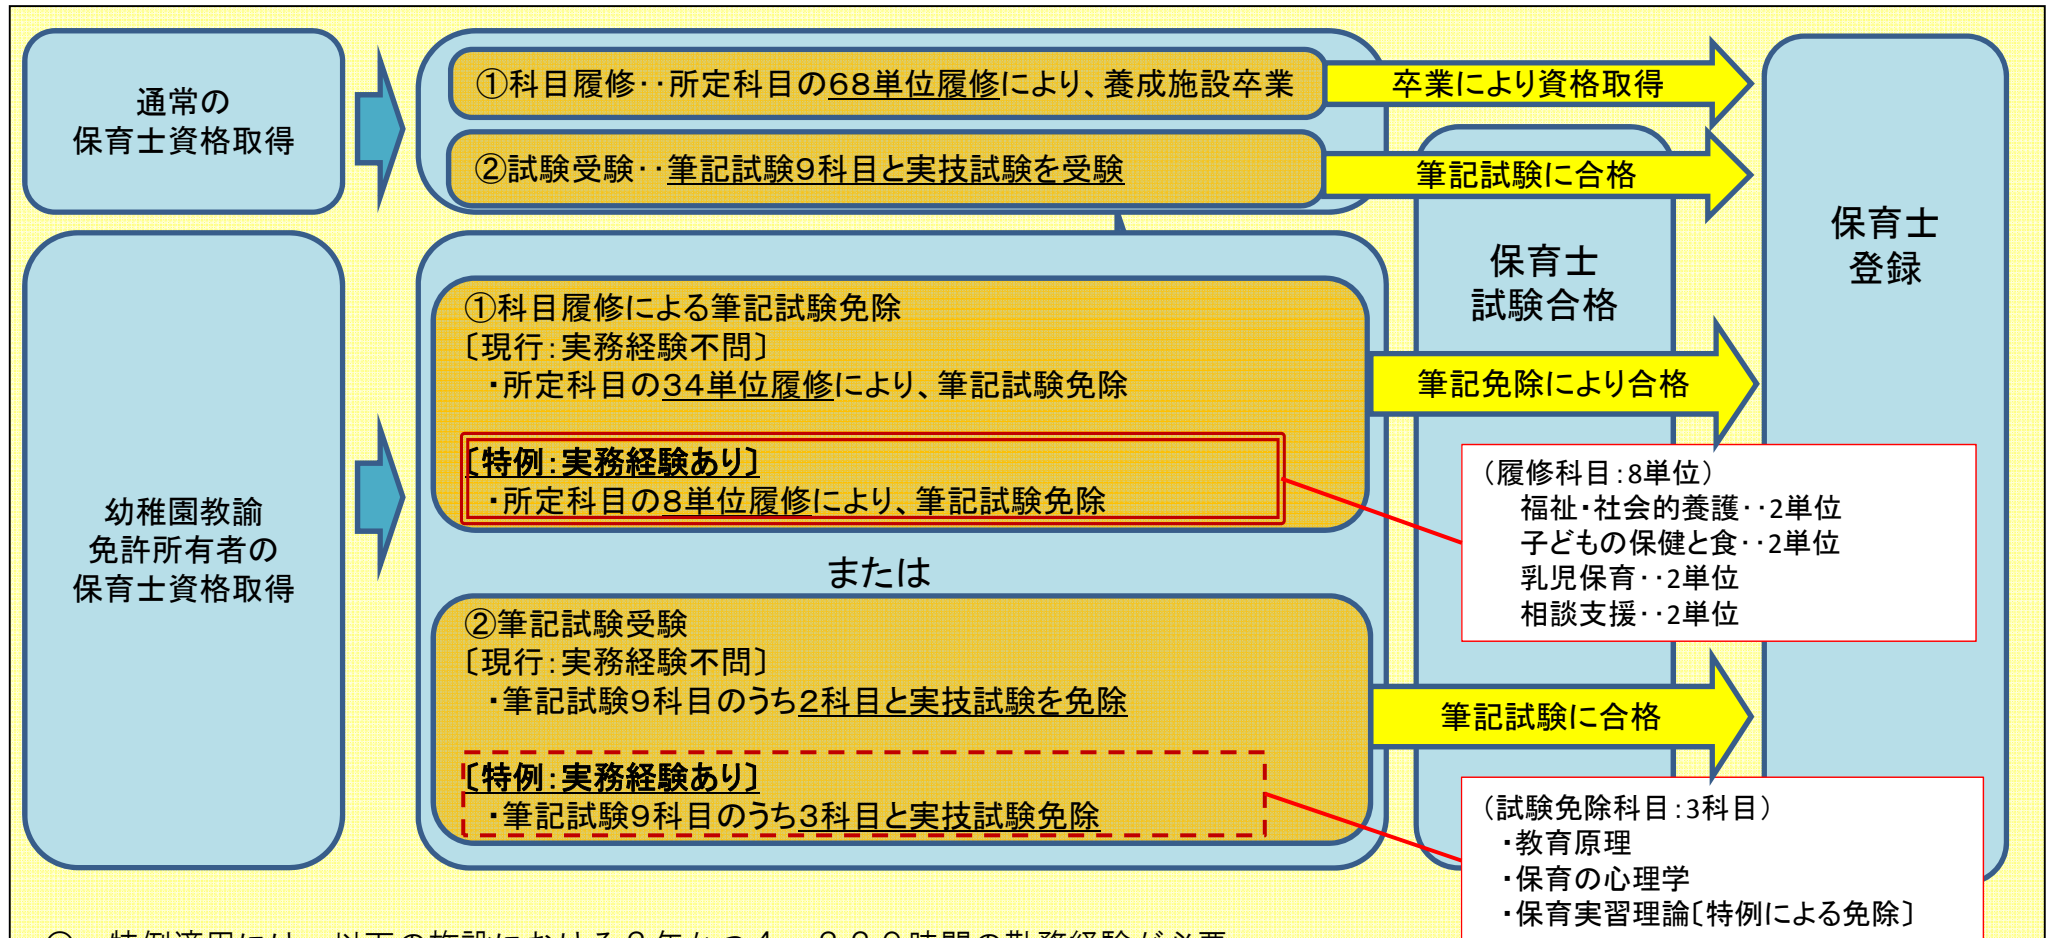 通常の
保育士資格取得
①科目履修‥所定科目の68単位履修により、養成施設卒業
卒業により資格取得
②試験受験‥筆記試験9科目と実技試験を受験
筆記試験に合格
保育士
登録
保育士
試験合格
幼稚園教諭
免許所有者の
保育士資格取得
①科目履修による筆記試験免除
〔現行：実務経験不問〕
・所定科目の34単位履修により、筆記試験免除
〔特例：実務経験あり〕
・所定科目の8単位履修により、筆記試験免除
筆記免除により合格
（履修科目：8単位）
福祉・社会的養護‥2単位
子どもの保健と食‥2単位
乳児保育‥2単位
相談支援‥2単位
または
②筆記試験受験
〔現行：実務経験不問〕
・筆記試験9科目のうち2科目と実技試験を免除
〔特例：実務経験あり〕
・筆記試験9科目のうち3科目と実技試験免除
筆記試験に合格
（試験免除科目：3科目）
・教育原理
・保育の心理学
・保育実習理論〔特例による免除〕